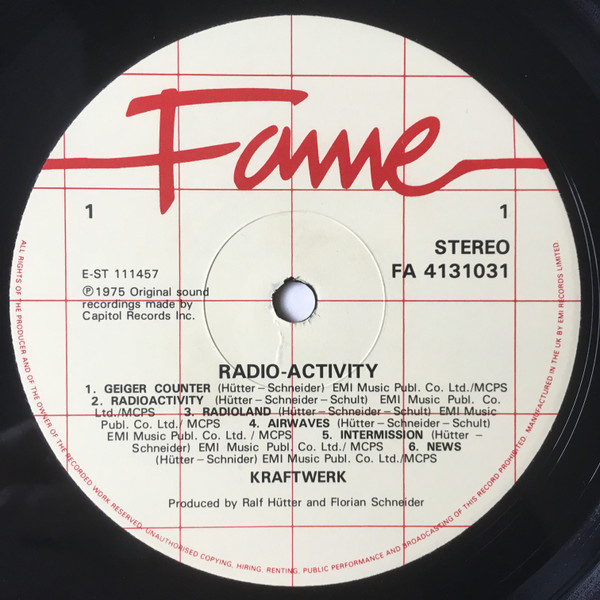 Fame
1
1
STEREO
E-ST 111457
FA 4131031
Ⓟ1975 Original sound
recordings made by
Capitol Records Inc.
RADIO-ACTIVITY
1. GEIGER COUNTER (Hütter – Schneider) EMI Music Publ. Co. Ltd./MCPS
2. RADIOACTIVITY (Hütter – Schneider – Schult) EMI Music Publ. Co.
Ltd./MCPS 3. RADIOLAND (Hütter – Schneider – Schult) EMI Music
Publ. Co. Ltd./ MCPS 4. AIRWAVES (Hütter – Schneider – Schult)
EMI Music Publ. Co. Ltd. / MCPS 5. INTERMISSION (Hütter –
Schneider) EMI Music Publ. Co. Ltd./MCPS 6. NEWS
(Hütter – Schnider) EMI Music Publ. Co. Ltd./MCPS
KRAFTWERK
Produced by Ralf Hütter and Florian Schneider
ALL RIGHTS OF THE PRODUCER AND OF THE OWNER OF THE RECORDED WORK RESERVED. UNAUTHORISED COPYING, HIRING, RENTING, PUBLIC PERFORMANCE AND BROADCASTING OF THIS RECORD PROHIBITED. MANUFACTURED IN THE UK BY EMI RECORDS LIMITED.